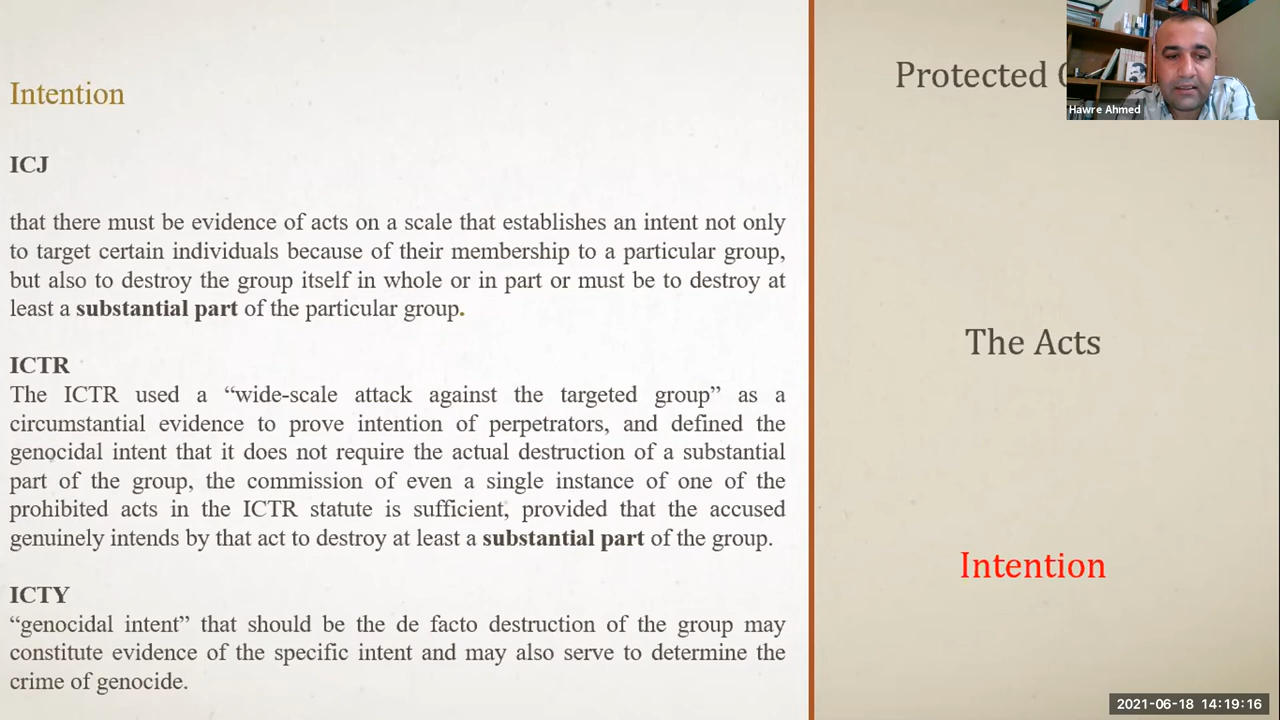 Intention
ICJ
that there must be evidence of acts on a scale that establishes an intent not only
to target certain individuals because of their membership to a particular group,
but also to destroy the group itself in whole or in part or must be to destroy at
least a substantial part of the particular group.
ICTR
The ICTR used a “wide-scale attack against the targeted group” as a
circumstantial evidence to prove intention of perpetrators, and defined the
genocidal intent that it does not require the actual destruction of a substantial
part of the group, the commission of even a single instance of one of the
prohibited acts in the ICTR statute is sufficient, provided that the accused
genuinely intends by that act to destroy at least a substantial part of the group.
ICTY
“genocidal intent” that should be the de facto destruction of the group may
constitute evidence of the specific intent and may also serve to determine the
crime of genocide.
Protected
The Acts
Intention
Hawre Ahmed
2021-06-18 14:19:16